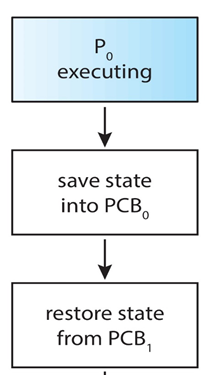 P₀
executing
save state
into PCB₀
restore state
from PCB₁